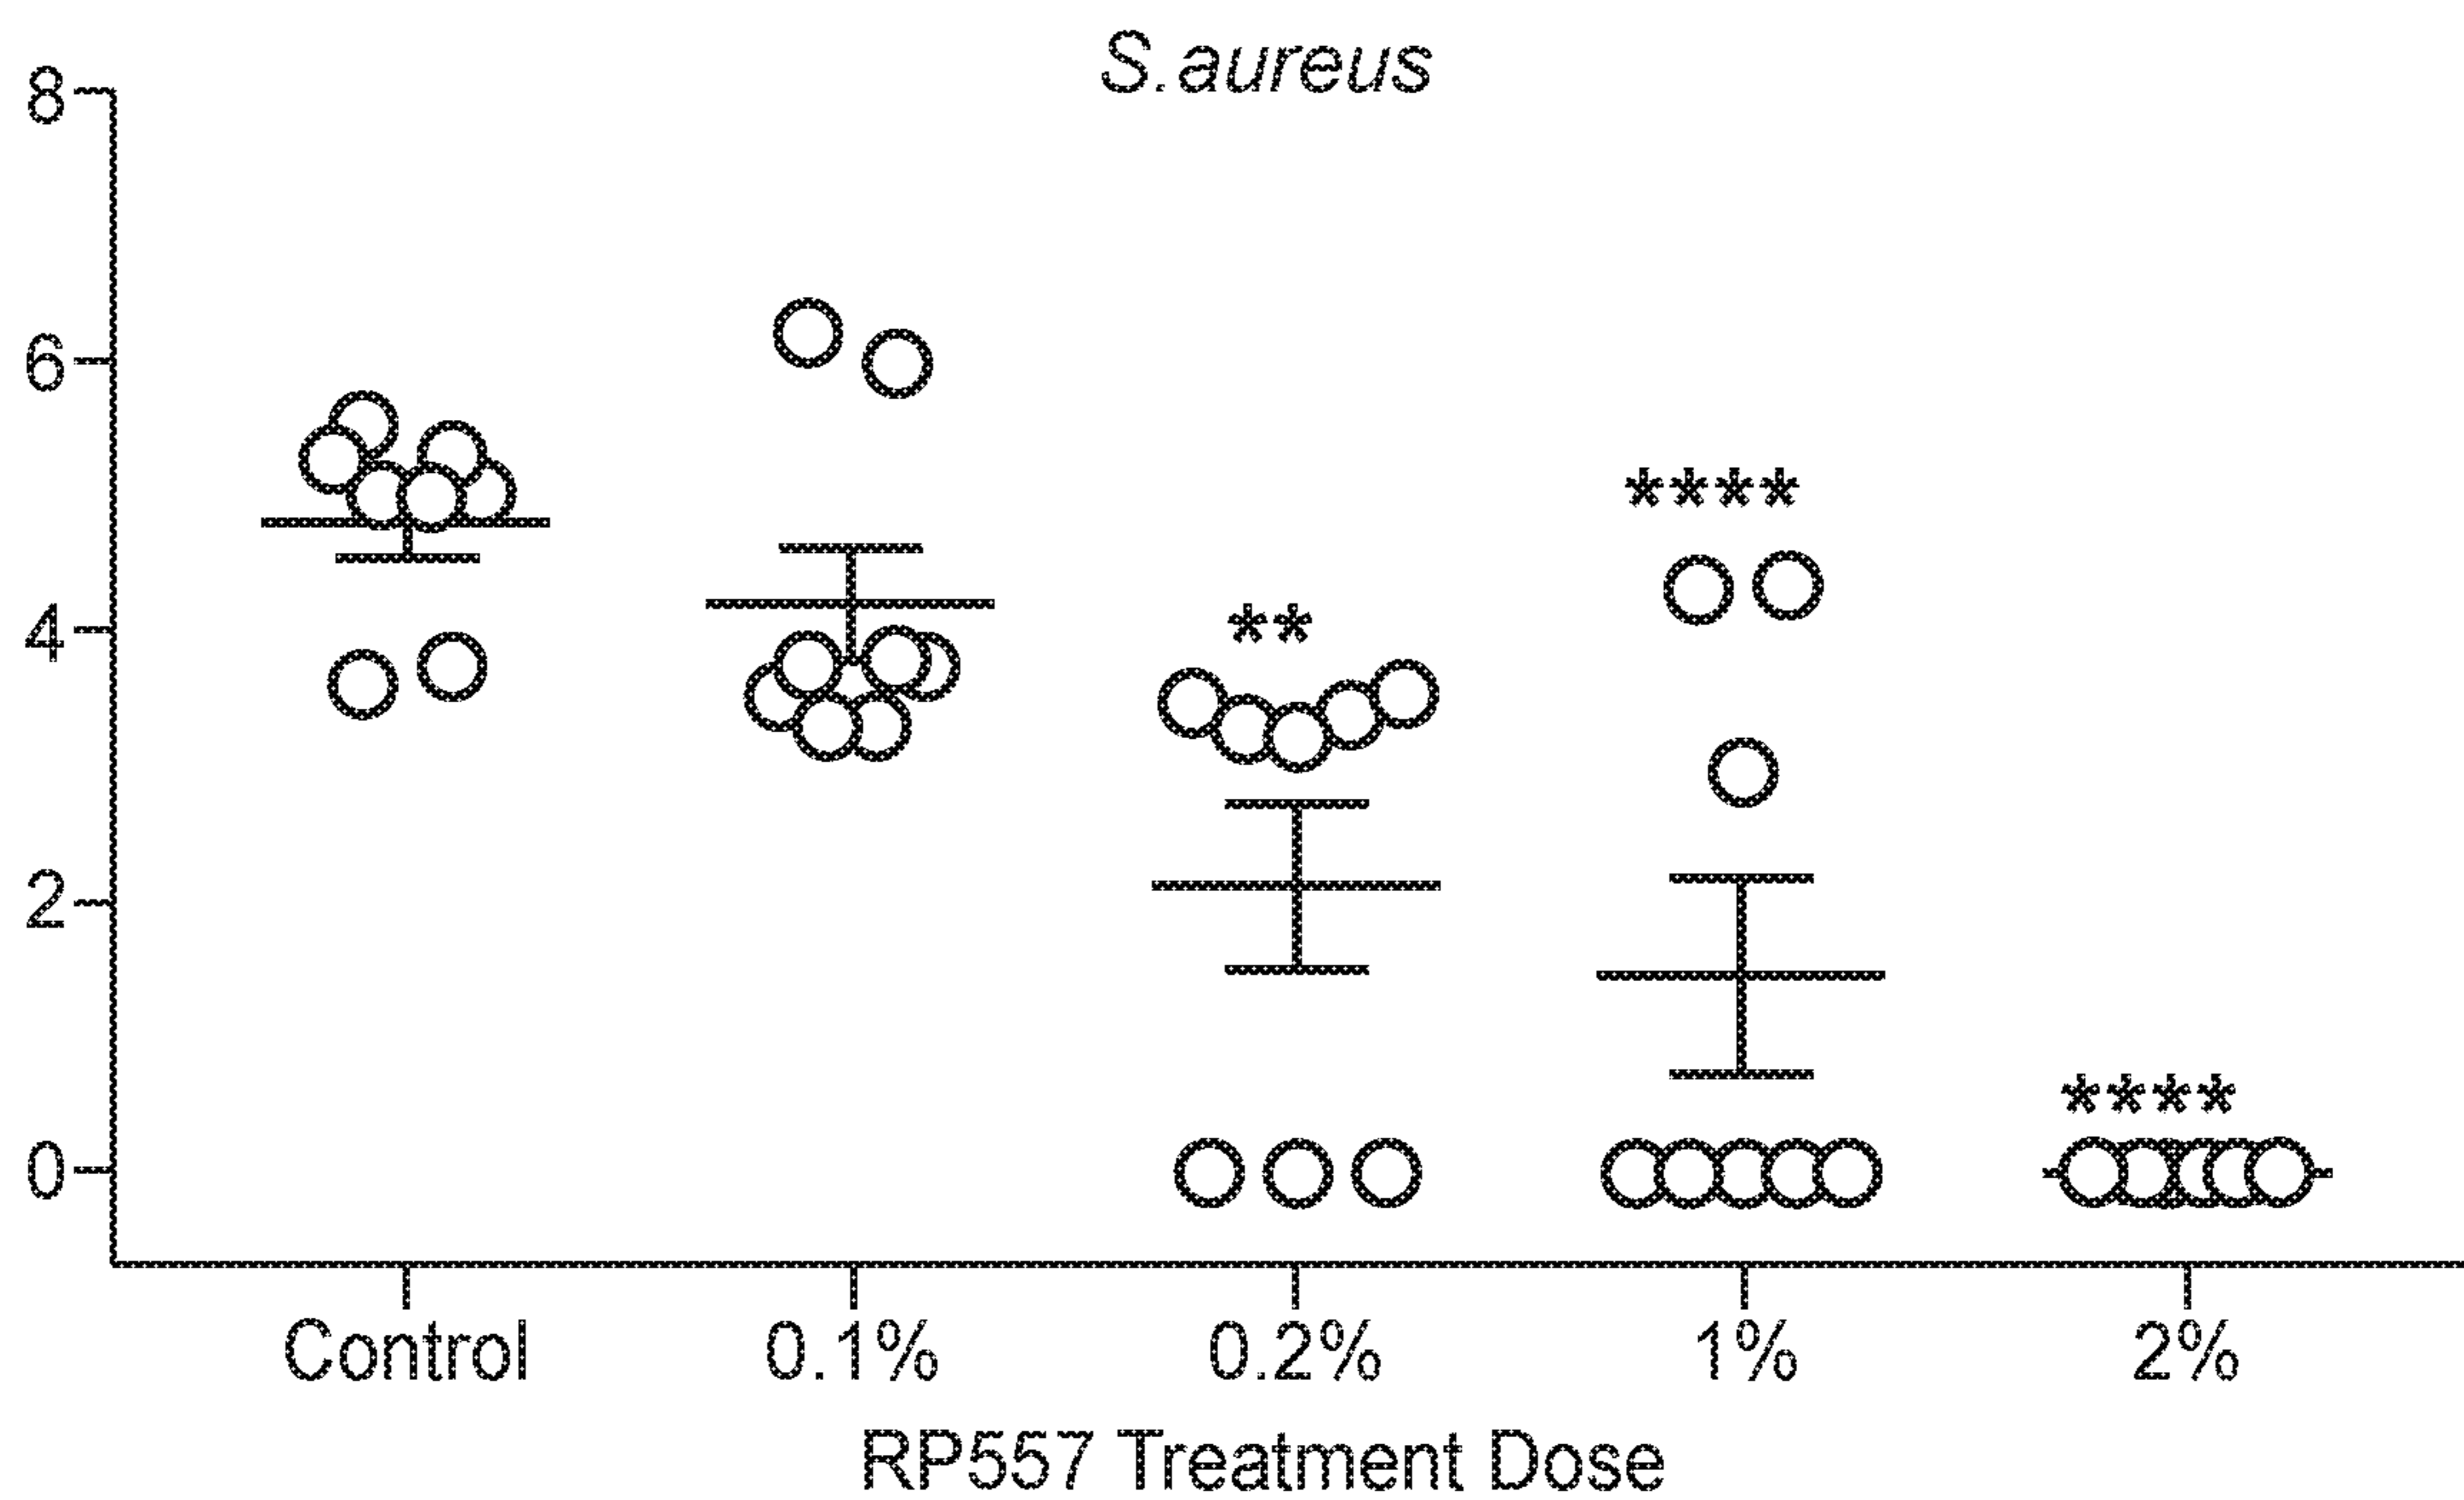 S.aureus
8
6
4
2
0
**
****
****
Control 0.1% 0.2% 1% 2%
RP557 Treatment Dose